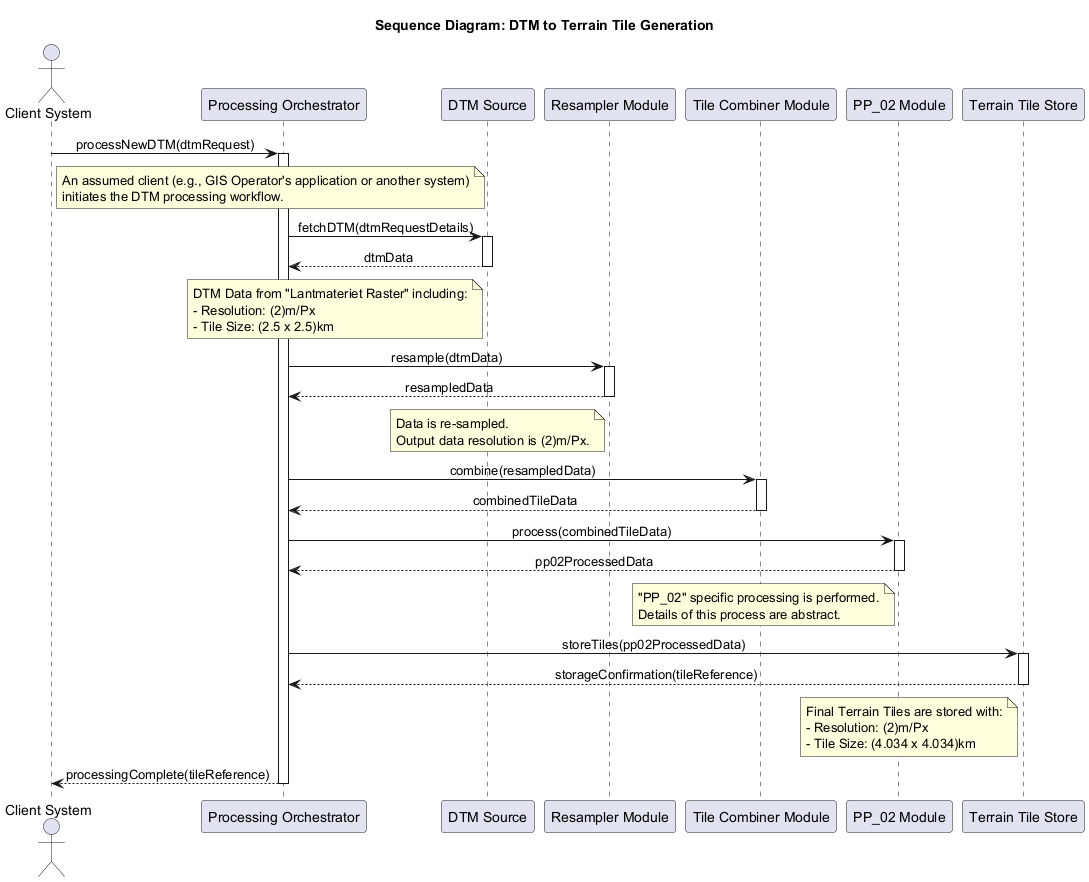 Sequence Diagram: DTM to Terrain Tile Generation
Client System
Processing Orchestrator
DTM Source
Resampler Module
Tile Combiner Module
PP_02 Module
Terrain Tile Store
processNewDTM(dtmRequest)
An assumed client (e.g., GIS Operator's application or another system)
initiates the DTM processing workflow.
fetchDTM(dtmRequestDetails)
dtmData
DTM Data from "Lantmateriet Raster" including:
- Resolution: (2)m/Px
- Tile Size: (2.5 x 2.5)km
resample(dtmData)
resampledData
Data is re-sampled.
Output data resolution is (2)m/Px.
combine(resampledData)
combinedTileData
process(combinedTileData)
pp02ProcessedData
"PP_02" specific processing is performed.
Details of this process are abstract.
storeTiles(pp02ProcessedData)
storageConfirmation(tileReference)
Final Terrain Tiles are stored with:
- Resolution: (2)m/Px
- Tile Size: (4.034 x 4.034)km
processingComplete(tileReference)
Client System
Processing Orchestrator
DTM Source
Resampler Module
Tile Combiner Module
PP_02 Module
Terrain Tile Store